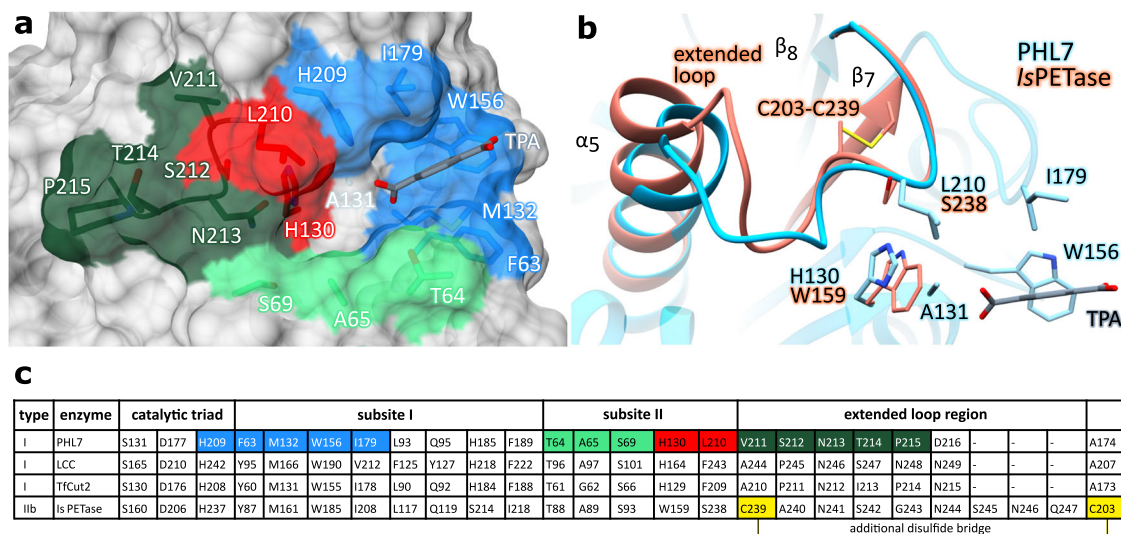 a
V211
H209
I179
L210
W156
T214
S212
TPA
P215
A131
M132
N213
H130
F63
S69
A65
T64
b
extended
loop
β8
β7
PHL7
IsPETase
C203-C239
α5
L210
S238
I179
H130
W159
W156
A131
TPA
c
type enzyme catalytic triad subsite I subsite II extended loop region
I PHL7 S131 D177 H209 F63 M132 W156 I179 L93 Q95 H185 F189 T64 A65 S69 H130 L210 V211 S212 N213 T214 P215 D216 - - - A174
I LCC S165 D210 H242 Y95 M166 W190 V212 F125 Y127 H218 F222 T96 A97 S101 H164 F243 A244 P245 N246 S247 N248 N249 - - - A207
I TfCut2 S130 D176 H208 Y60 M131 W155 I178 L90 Q92 H184 F188 T61 G62 S66 H129 F209 A210 P211 N212 I213 P214 N215 - - - A173
IIb Is PETase S160 D206 H237 Y87 M161 W185 I208 L117 Q119 S214 I218 T88 A89 S93 W159 S238 C239 A240 N241 S242 G243 N244 S245 N246 Q247 C203
additional disulfide bridge